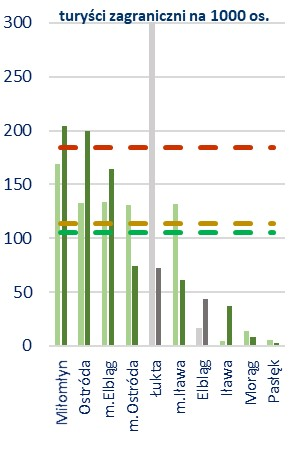 turyści zagraniczni na 1000 os.
300
250
200
150
100
50
0
Miłomłyn
Ostróda
m.Elbląg
m.Ostróda
Łukta
m.Iława
Elbląg
Iława
Morąg
Pasłęk